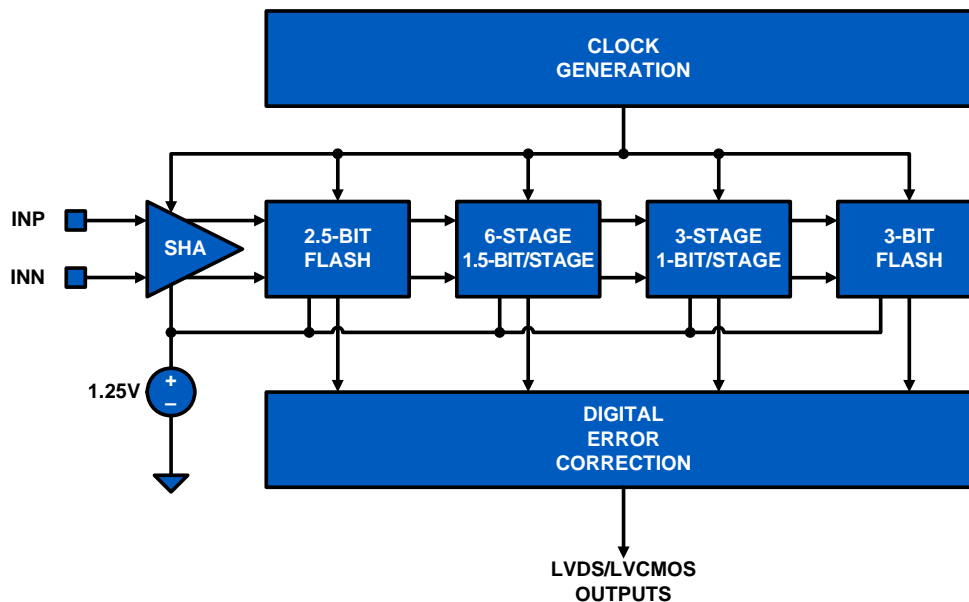 CLOCK
GENERATION
INP
INN
SHA
2.5-BIT
FLASH
6-STAGE
1.5-BIT/STAGE
3-STAGE
1-BIT/STAGE
3-BIT
FLASH
1.25V
+
–
DIGITAL
ERROR
CORRECTION
LVDS/LVCMOS
OUTPUTS